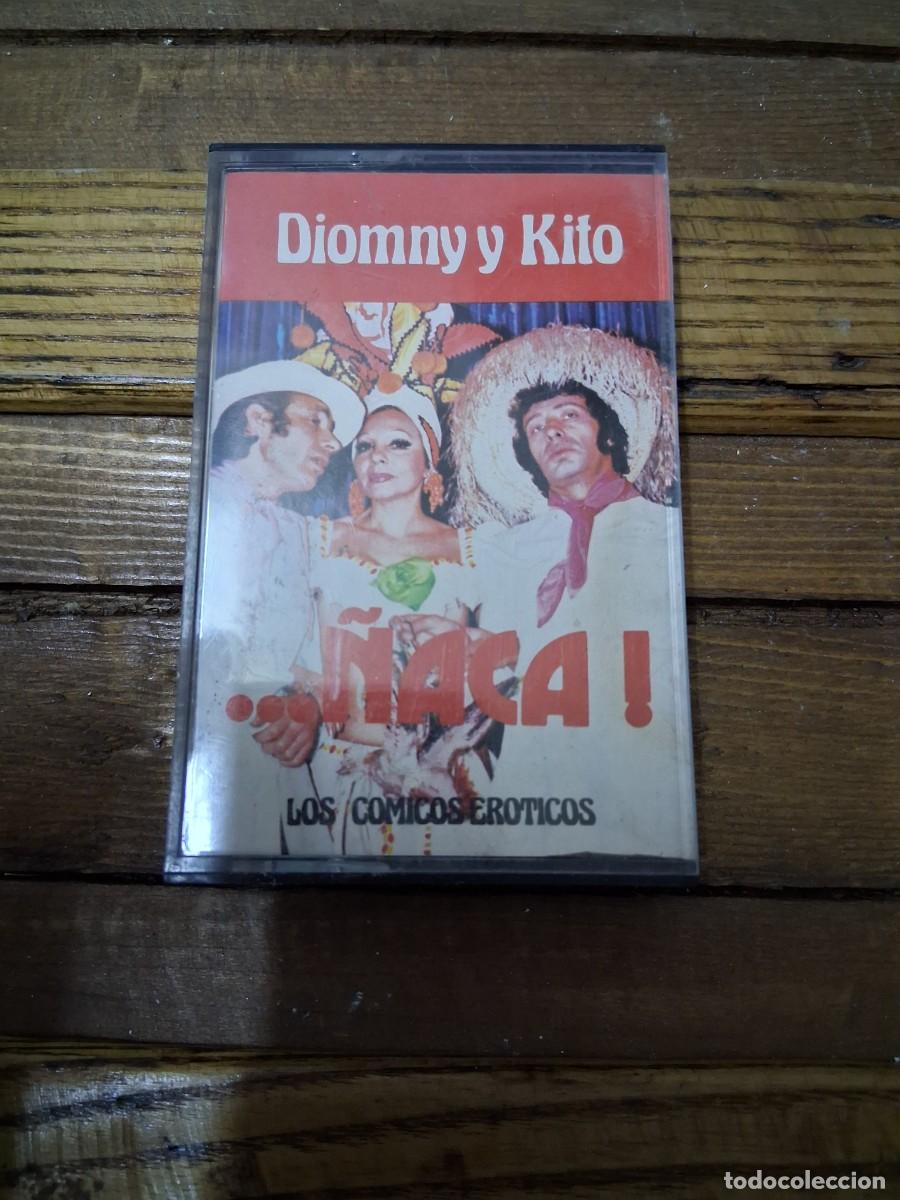 Diomny y Kito
...ÑACA!
LOS COMICOS EROTICOS
todocoleccion